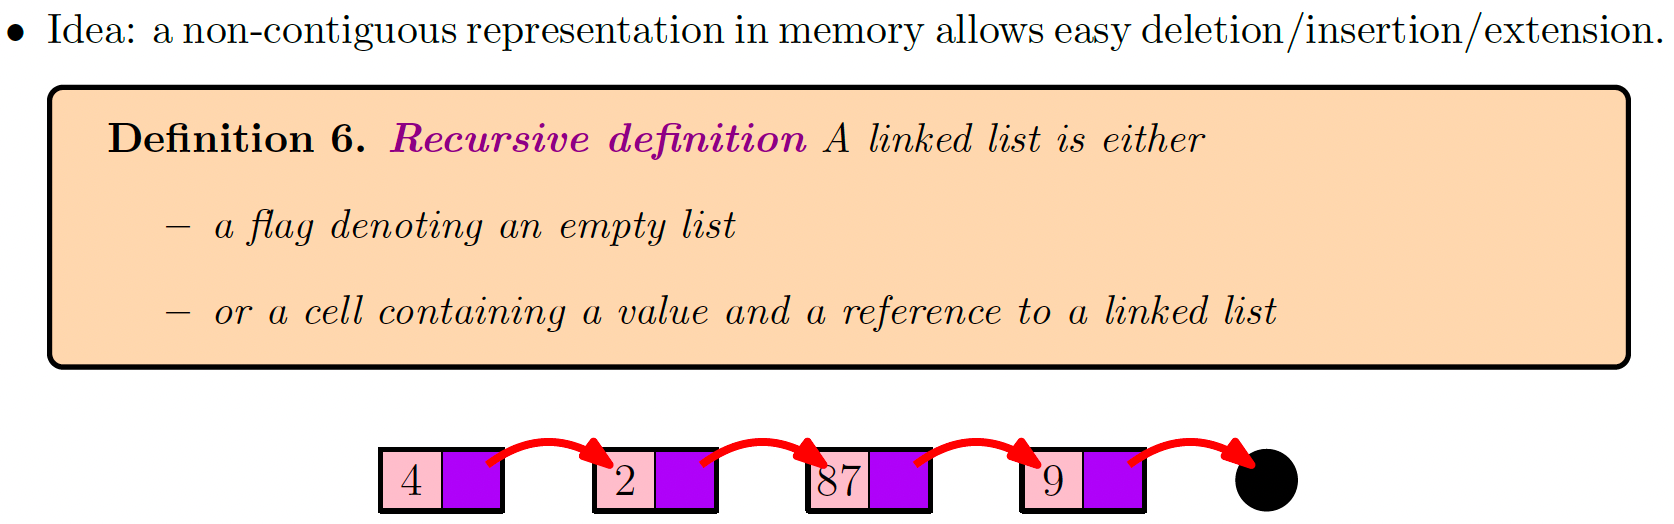 • Idea: a non-contiguous representation in memory allows easy deletion/insertion/extension.
Definition 6. Recursive definition A linked list is either
– a flag denoting an empty list
– or a cell containing a value and a reference to a linked list
4 2 87 9